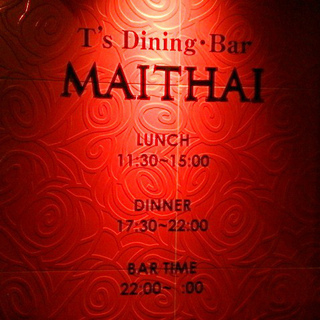 T's Dining·Bar
MAITHAI
LUNCH
11:30~15:00
DINNER
17:30~22:00
BAR TIME
22:00~ :00